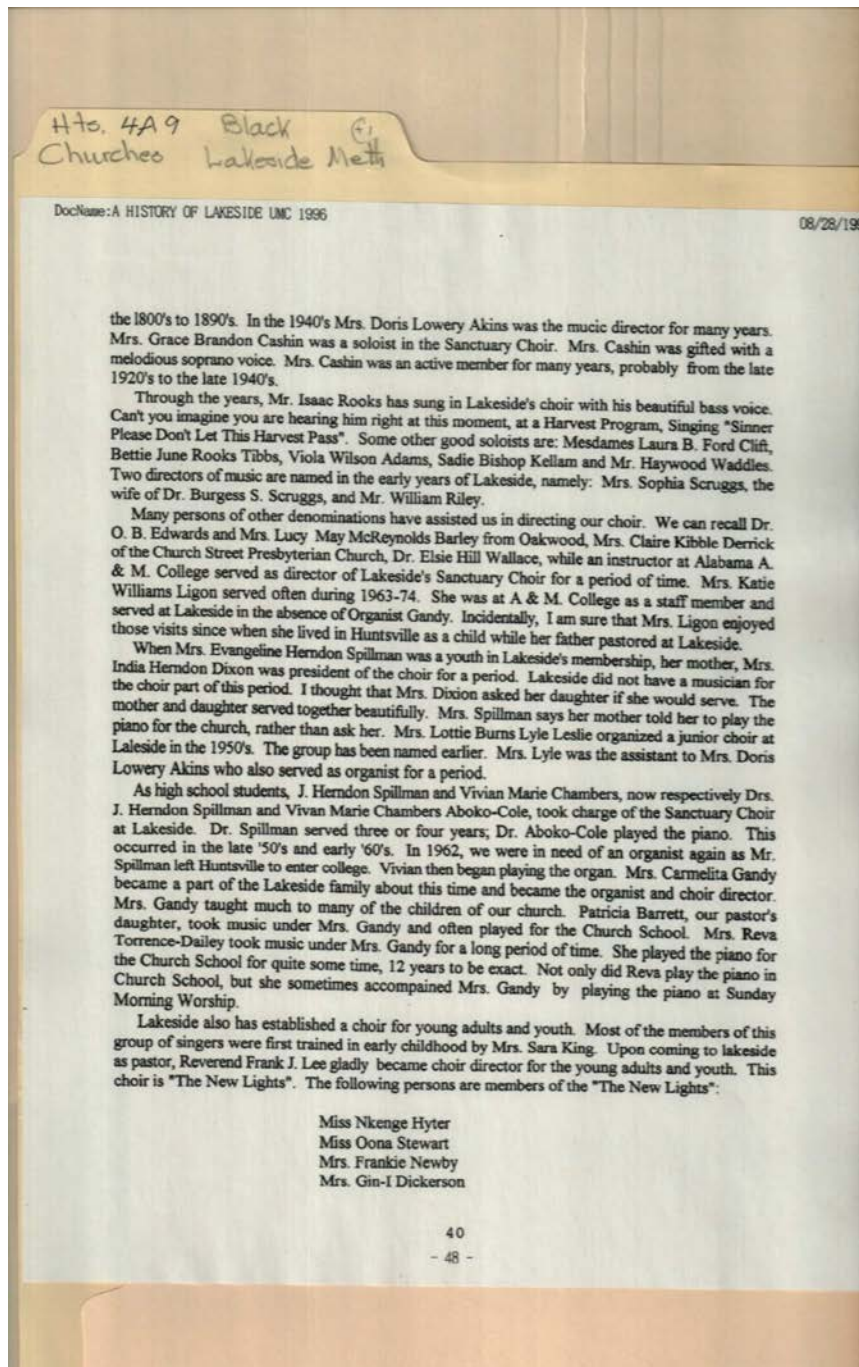 Hts. 4A9 Black
Churches Lakeside Meth
DocName:A HISTORY OF LAKESIDE UMC 1996
08/28/199
the l800's to 1890's. In the 1940's Mrs. Doris Lowery Akins was the mucic director for many years.
Mrs. Grace Brandon Cashin was a soloist in the Sanctuary Choir. Mrs. Cashin was gifted with a
melodious soprano voice. Mrs. Cashin was an active member for many years, probably from the late
1920's to the late 1940's.
Through the years, Mr. Isaac Rooks has sung in Lakeside's choir with his beautiful bass voice.
Can't you imagine you are hearing him right at this moment, at a Harvest Program, Singing "Sinner
Please Don't Let This Harvest Pass". Some other good soloists are: Mesdames Laura B. Ford Clift,
Bettie June Rooks Tibbs, Viola Wilson Adams, Sadie Bishop Kellam and Mr. Haywood Waddles.
Two directors of music are named in the early years of Lakeside, namely: Mrs. Sophia Scruggs, the
wife of Dr. Burgess S. Scruggs, and Mr. William Riley.
Many persons of other denominations have assisted us in directing our choir. We can recall Dr.
O. B. Edwards and Mrs. Lucy May McReynolds Barley from Oakwood, Mrs. Claire Kibble Derrick
of the Church Street Presbyterian Church, Dr. Elsie Hill Wallace, while an instructor at Alabama A.
& M. College served as director of Lakeside's Sanctuary Choir for a period of time. Mrs. Katie
Williams Ligon served often during 1963-74. She was at A & M. College as a staff member and
served at Lakeside in the absence of Organist Gandy. Incidentally, I am sure that Mrs. Ligon enjoyed
those visits since when she lived in Huntsville as a child while her father pastored at Lakeside.
When Mrs. Evangeline Herndon Spillman was a youth in Lakeside's membership, her mother, Mrs.
India Herndon Dixon was president of the choir for a period. Lakeside did not have a musician for
the choir part of this period. I thought that Mrs. Dixion asked her daughter if she would serve. The
mother and daughter served together beautifully. Mrs. Spillman says her mother told her to play the
piano for the church, rather than ask her. Mrs. Lottie Burns Lyle Leslie organized a junior choir at
Laleside in the 1950's. The group has been named earlier. Mrs. Lyle was the assistant to Mrs. Doris
Lowery Akins who also served as organist for a period.
As high school students, J. Herndon Spillman and Vivian Marie Chambers, now respectively Drs.
J. Herndon Spillman and Vivan Marie Chambers Aboko-Cole, took charge of the Sanctuary Choir
at Lakeside. Dr. Spillman served three or four years; Dr. Aboko-Cole played the piano. This
occurred in the late '50's and early '60's. In 1962, we were in need of an organist again as Mr.
Spillman left Huntsville to enter college. Vivian then began playing the organ. Mrs. Carmelita Gandy
became a part of the Lakeside family about this time and became the organist and choir director.
Mrs. Gandy taught much to many of the children of our church. Patricia Barrett, our pastor's
daughter, took music under Mrs. Gandy and often played for the Church School. Mrs. Reva
Torrence-Dailey took music under Mrs. Gandy for a long period of time. She played the piano for
the Church School for quite some time, 12 years to be exact. Not only did Reva play the piano in
Church School, but she sometimes accompained Mrs. Gandy by playing the piano at Sunday
Morning Worship.
Lakeside also has established a choir for young adults and youth. Most of the members of this
group of singers were first trained in early childhood by Mrs. Sara King. Upon coming to lakeside
as pastor, Reverend Frank J. Lee gladly became choir director for the young adults and youth. This
choir is "The New Lights". The following persons are members of the "The New Lights":
Miss Nkenge Hyter
Miss Oona Stewart
Mrs. Frankie Newby
Mrs. Gin-I Dickerson
40
- 48 -